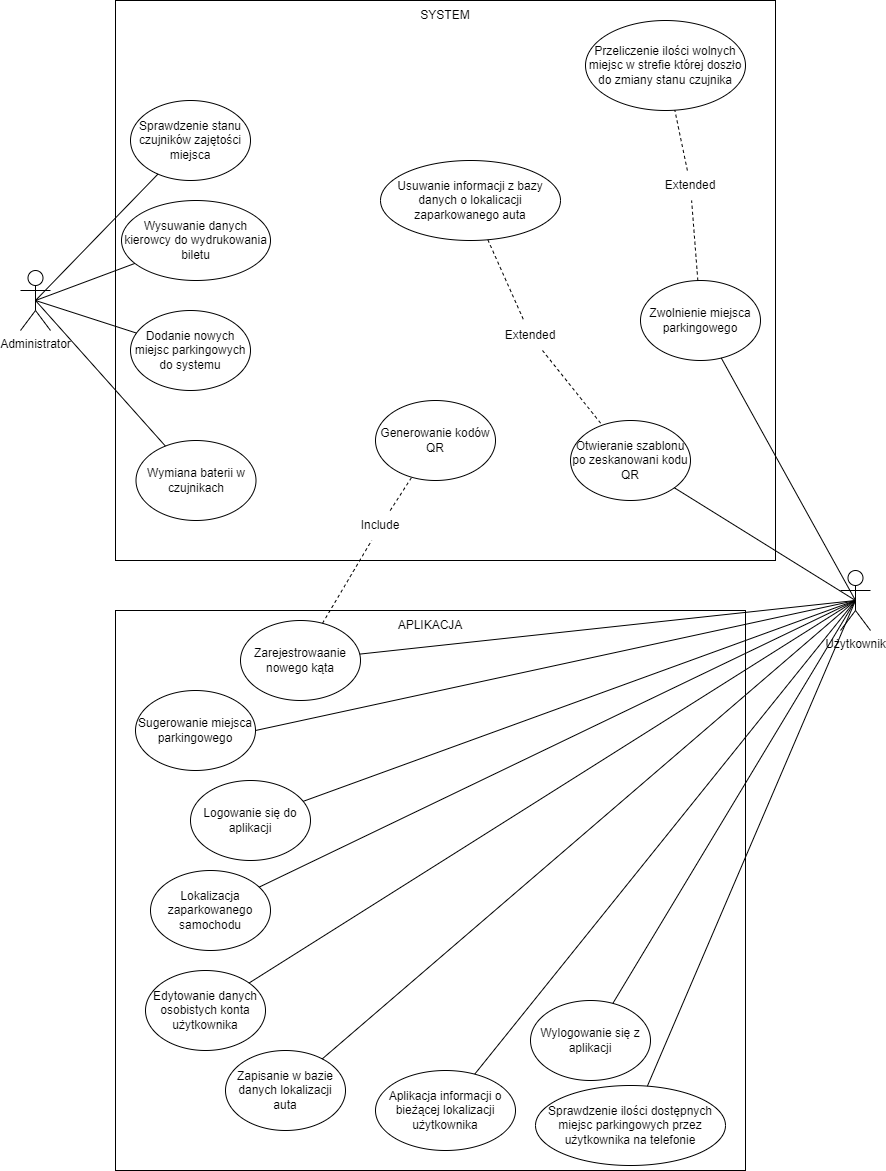 SYSTEM
Przeliczenie ilości wolnych
miejsc w strefie której doszło
do zmiany stanu czujnika
Sprawdzenie stanu
czujników zajętości
miejsca
Extended
Usuwanie informacji z bazy
danych o lokalicacji
zaparkowanego auta
Wysuwanie danych
kierowcy do wydrukowania
biletu
Administrator
Zwolnienie miejsca
parkingowego
Dodanie nowych
miejsc parkingowych
do systemu
Extended
Generowanie kodów
QR
Otwieranie szablonu
po zeskanowani kodu
QR
Wymiana baterii w
czujnikach
Include
APLIKACJA
Użytkownik
Zarejestrowaanie
nowego kąta
Sugerowanie miejsca
parkingowego
Logowanie się do
aplikacji
Lokalizacja
zaparkowanego
samochodu
Edytowanie danych
osobistych konta
użytkownika
Wylogowanie się z
aplikacji
Zapisanie w bazie
danych lokalizacji
auta
Aplikacja informacji o
bieżącej lokalizacji
użytkownika
Sprawdzenie ilości dostępnych
miejsc parkingowych przez
użytkownika na telefonie